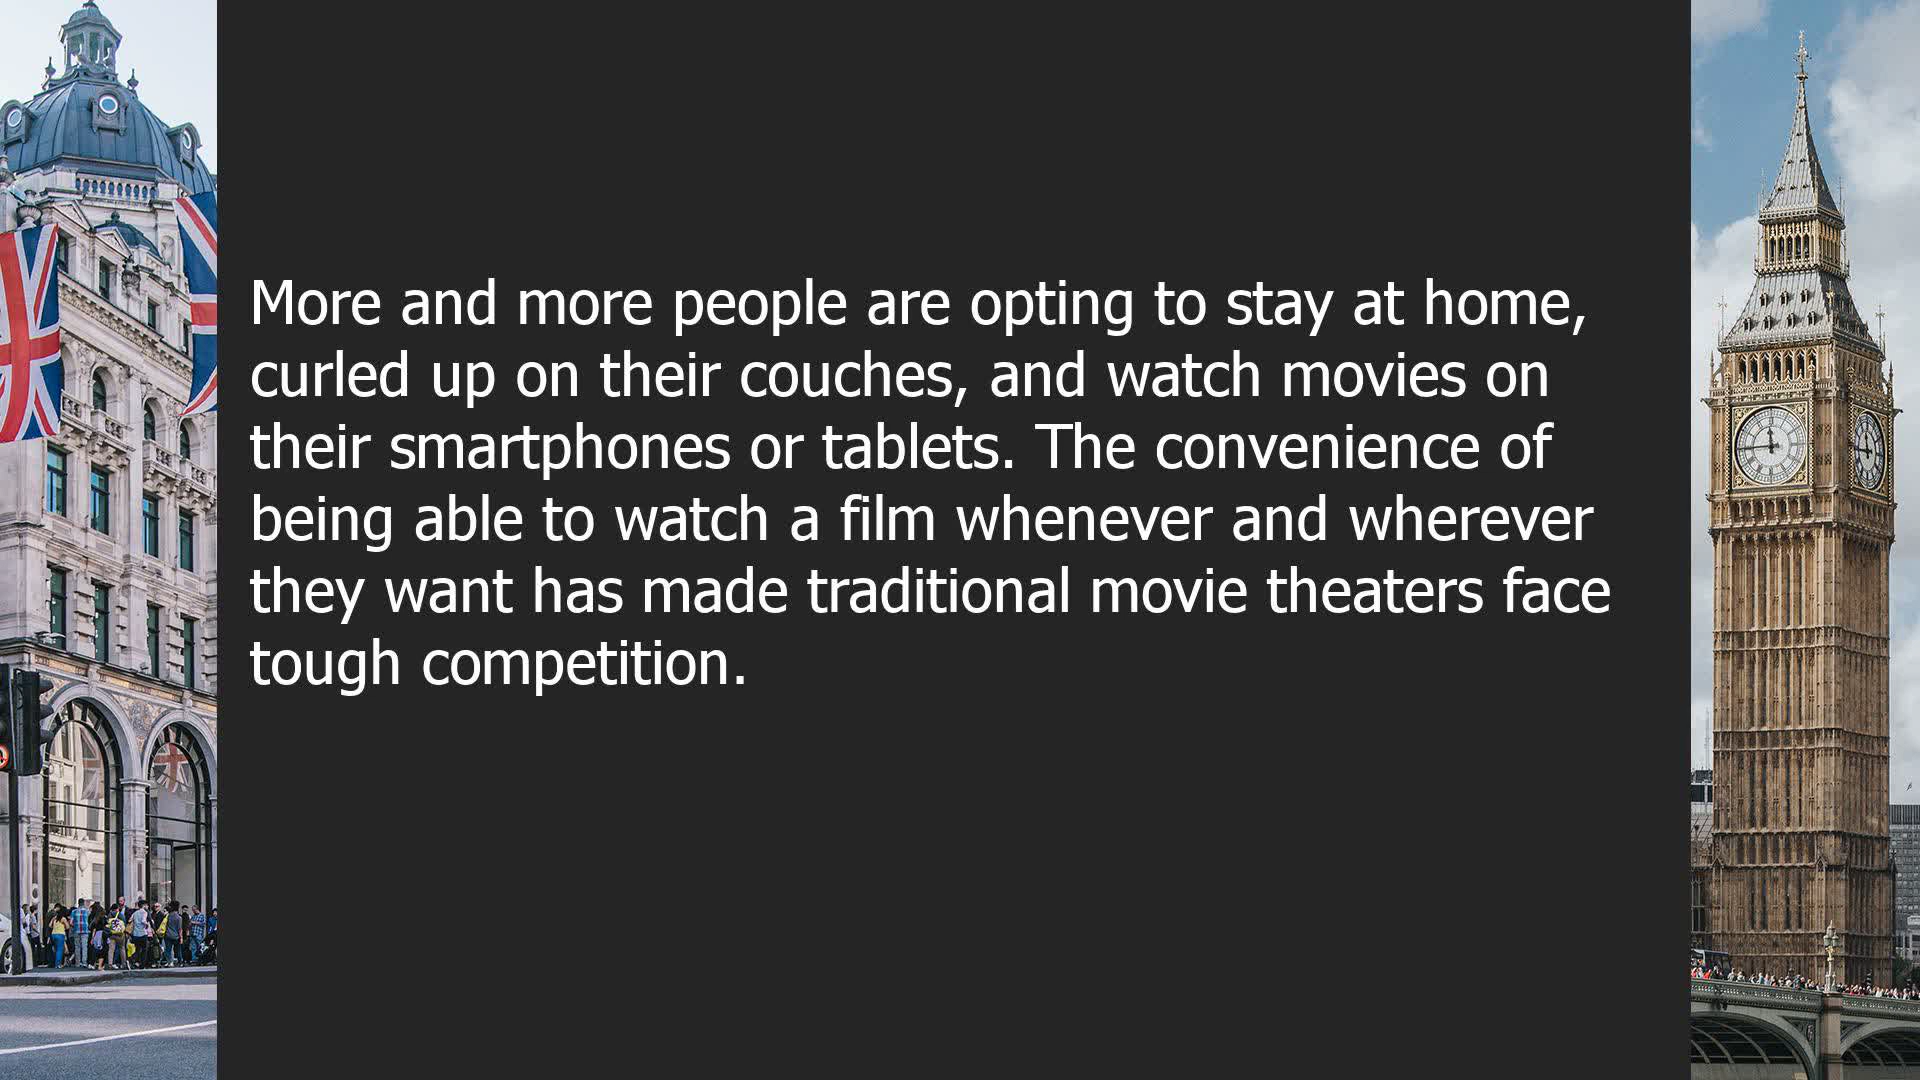 More and more people are opting to stay at home,
curled up on their couches, and watch movies on
their smartphones or tablets. The convenience of
being able to watch a film whenever and wherever
they want has made traditional movie theaters face
tough competition.